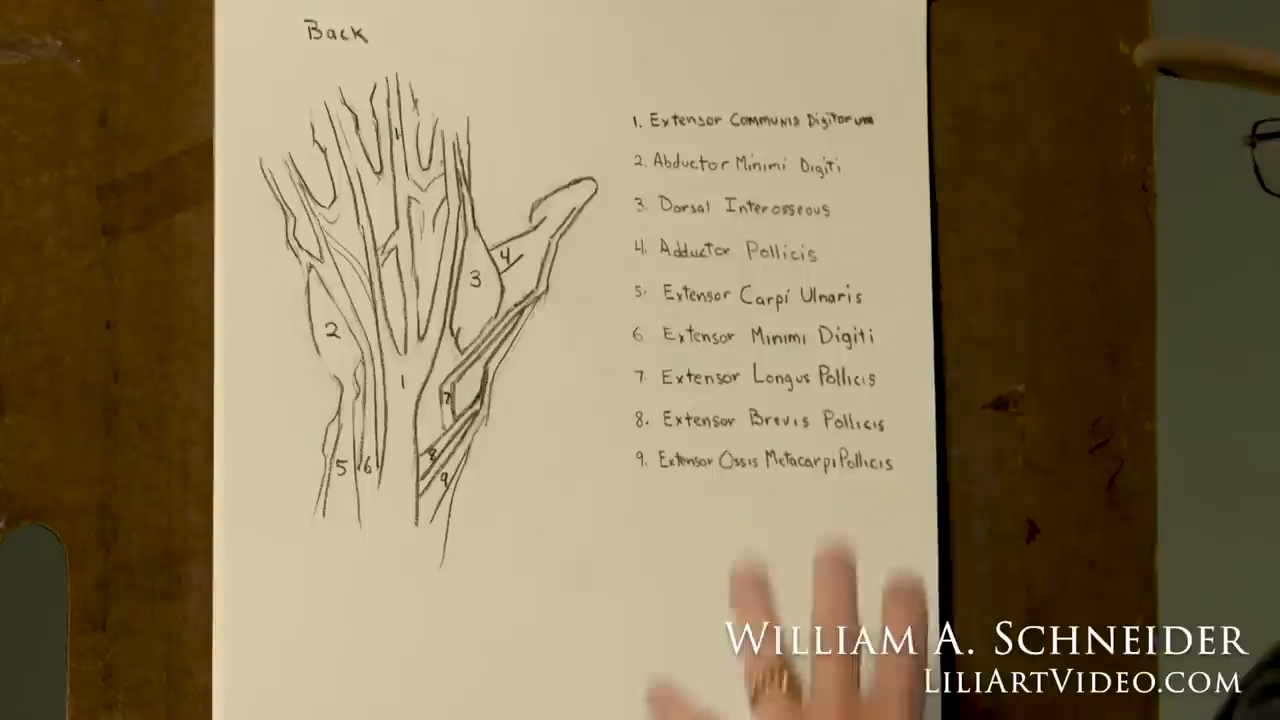 Back
1. Extensor Communis Digitorum
2. Abductor Minimi Digiti
3. Dorsal Interosseous
4. Adductor Pollicis
5. Extensor Carpi Ulnaris
6 Extensor Minimi Digiti
7. Extensor Longus Pollicis
8. Extensor Brevis Pollicis
9. Extensor Ossis Metacarpi Pollicis
1
4
3
2
1
7
8
5
6
9
WILLIAM A. SCHNEIDER
LILIARTVIDEO.COM